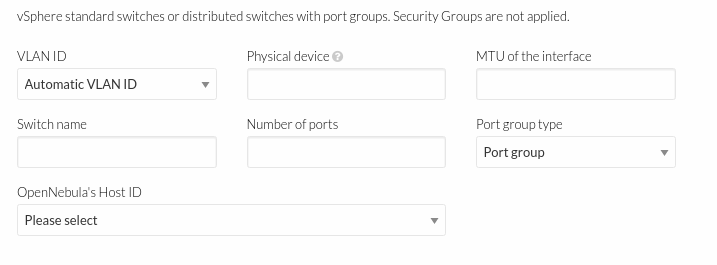 vSphere standard switches or distributed switches with port groups. Security Groups are not applied.
VLAN ID
Physical device ?
MTU of the interface
Automatic VLAN ID
Switch name
Number of ports
Port group type
Port group
OpenNebula's Host ID
Please select